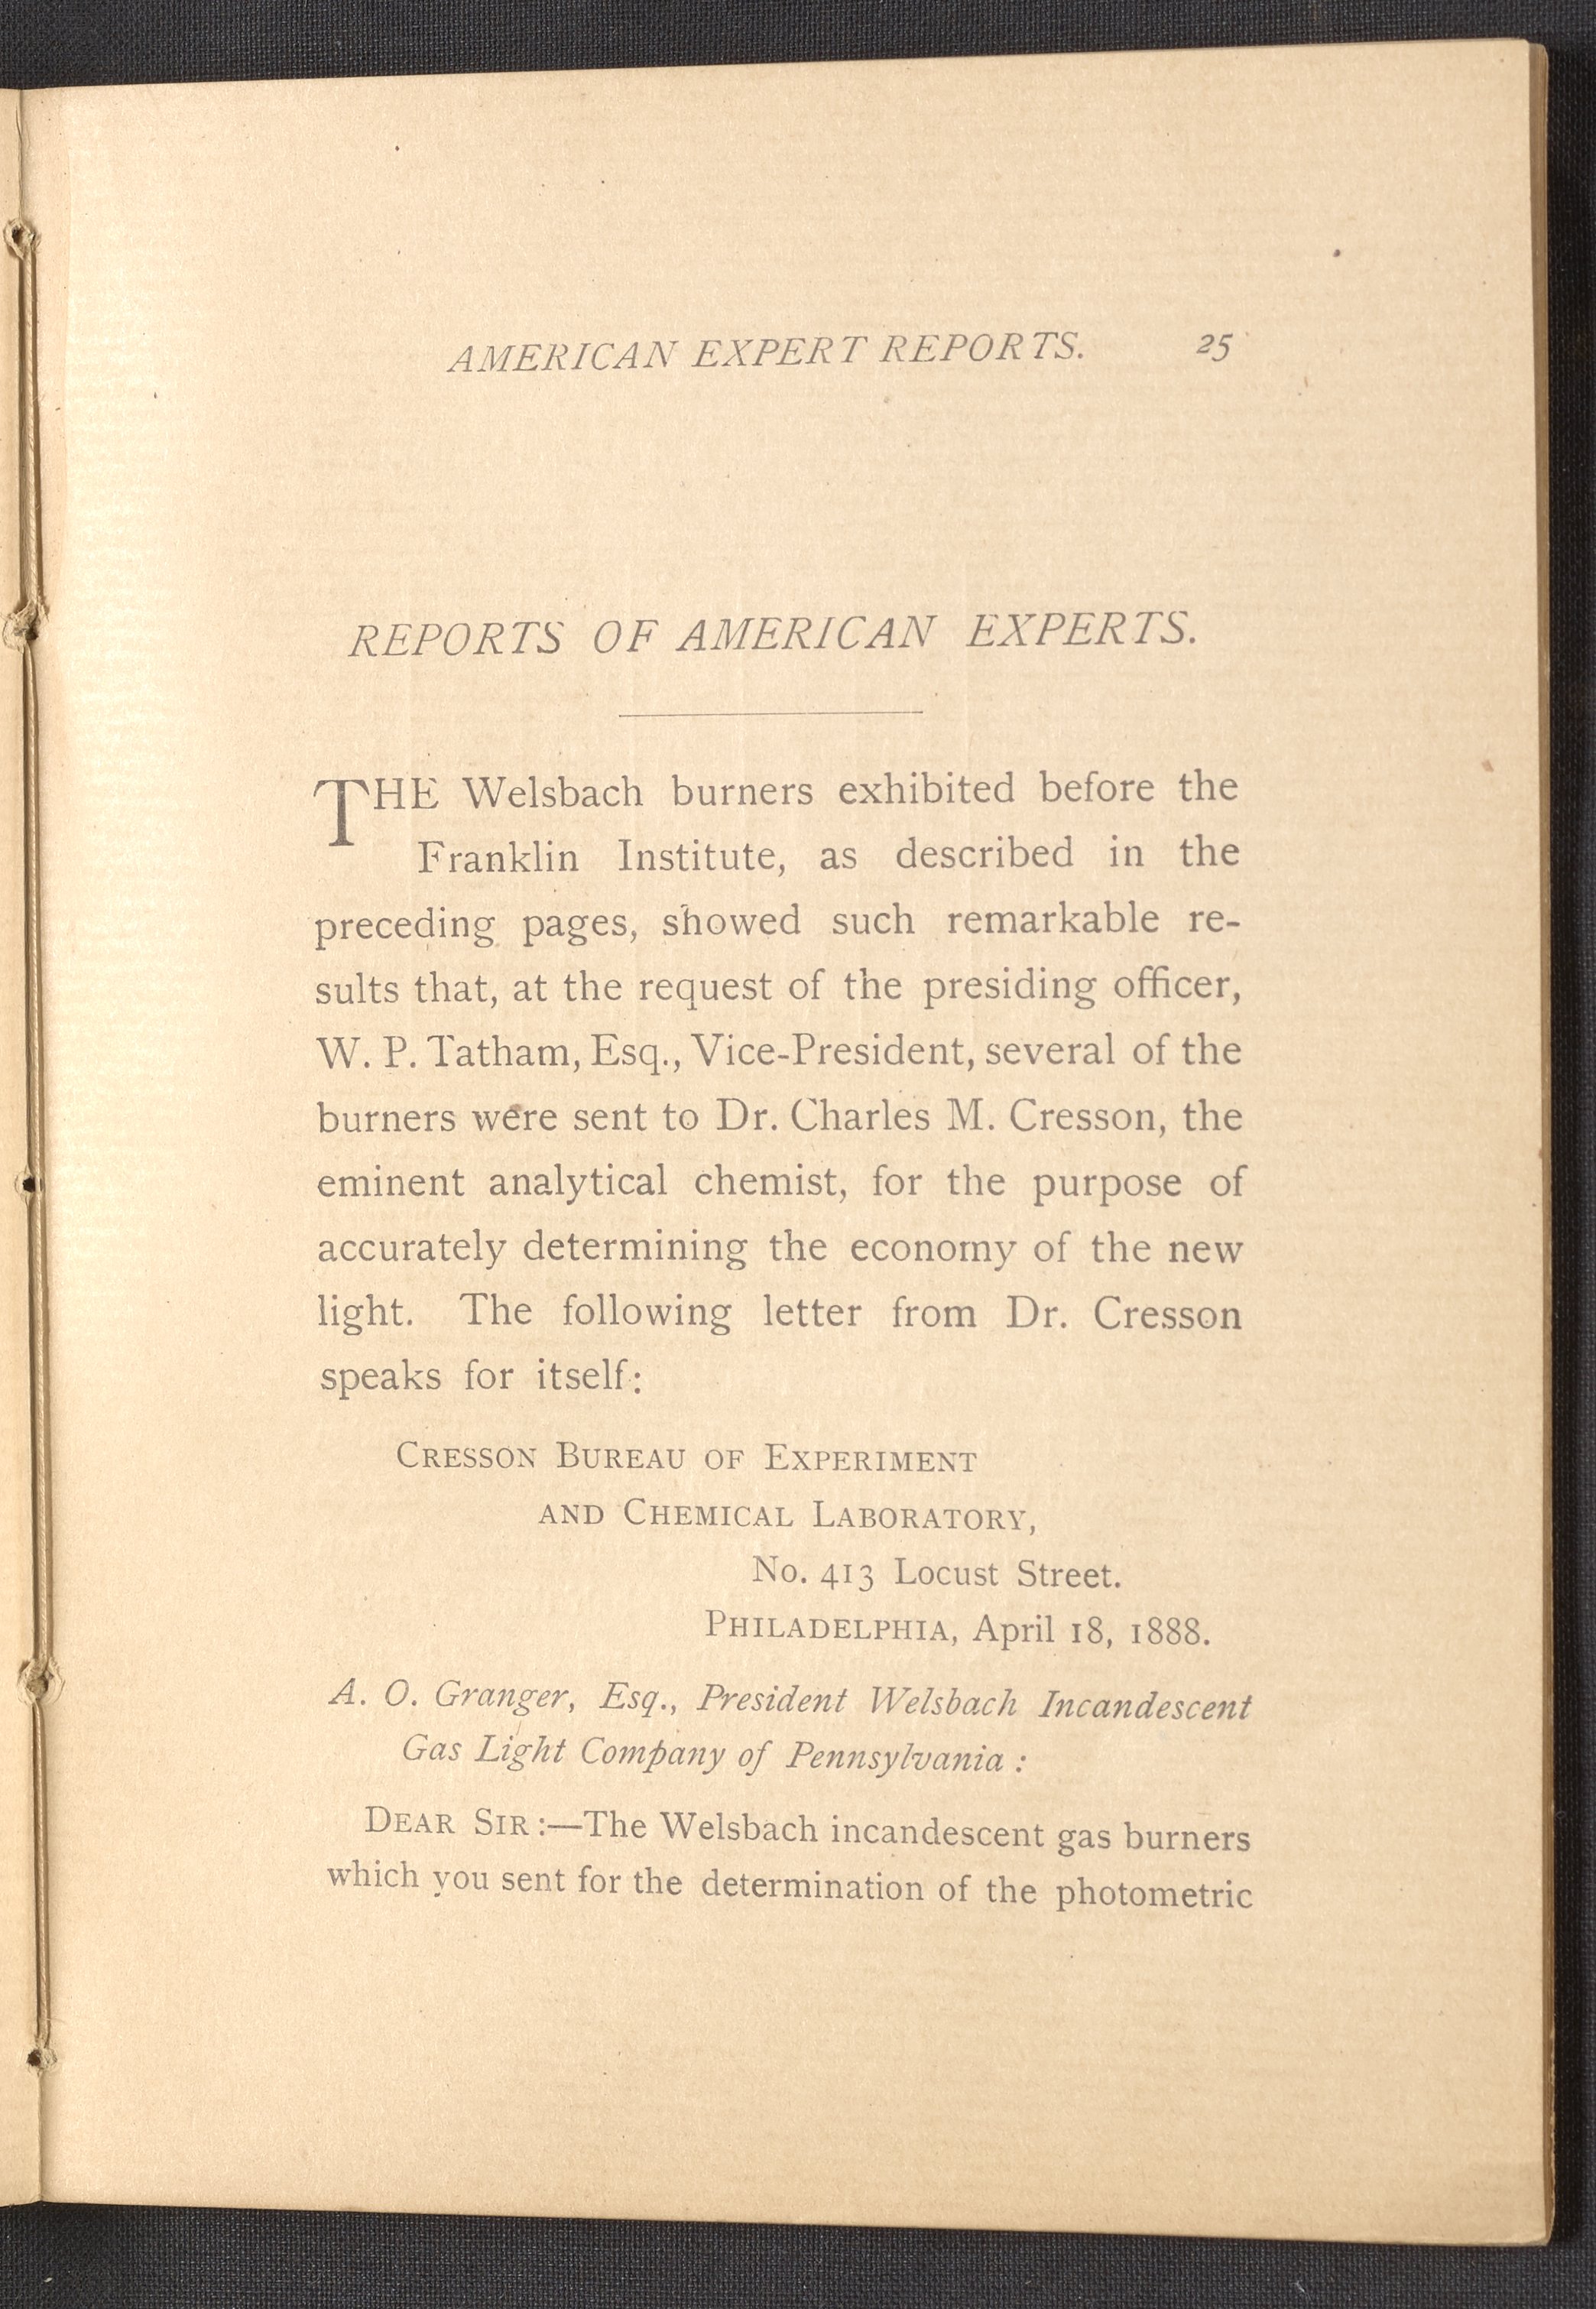 AMERICAN EXPERT REPORTS. 25
REPORTS OF AMERICAN EXPERTS.
THE Welsbach burners exhibited before the
Franklin Institute, as described in the
preceding pages, showed such remarkable re-
sults that, at the request of the presiding officer,
W. P. Tatham, Esq., Vice-President, several of the
burners were sent to Dr. Charles M. Cresson, the
eminent analytical chemist, for the purpose of
accurately determining the economy of the new
light. The following letter from Dr. Cresson
speaks for itself:
CRESSON BUREAU OF EXPERIMENT
AND CHEMICAL LABORATORY,
No. 413 Locust Street.
PHILADELPHIA, April 18, 1888.
A. O. Granger, Esq., President Welsbach Incandescent
Gas Light Company of Pennsylvania :
DEAR SIR :—The Welsbach incandescent gas burners
which you sent for the determination of the photometric